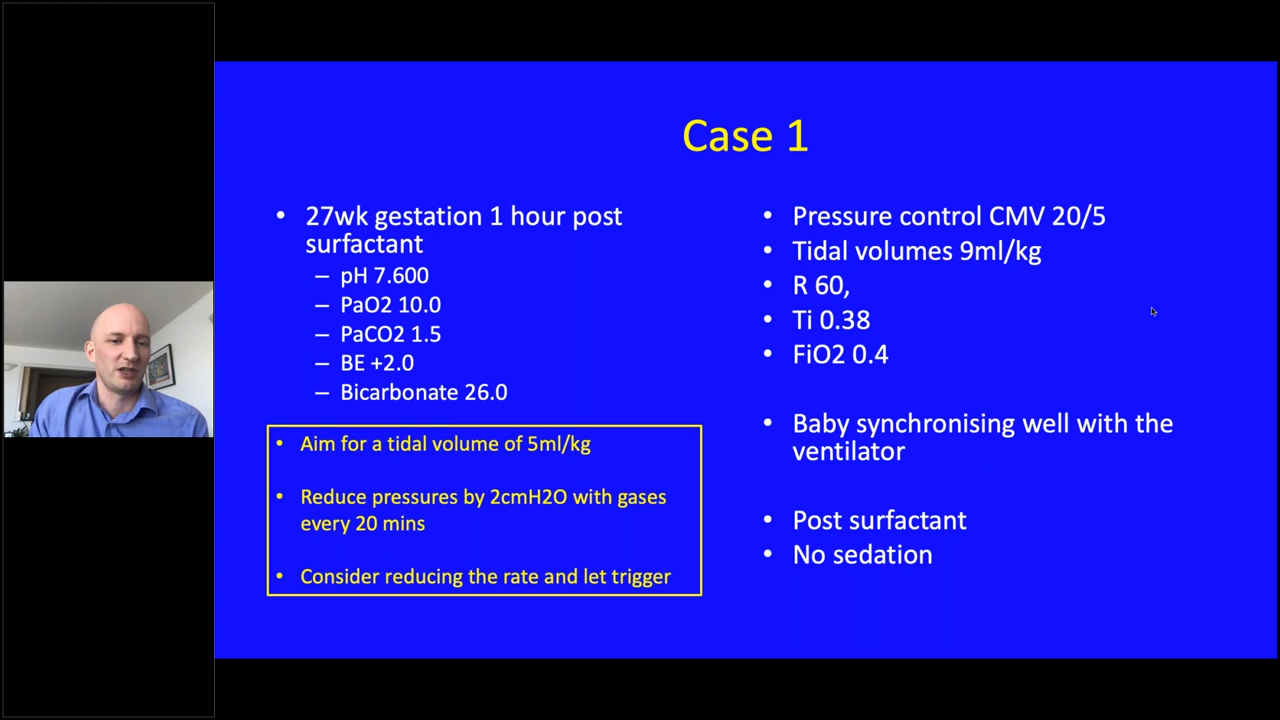 Case 1
• 27wk gestation 1 hour post
surfactant
– pH 7.600
– PaO2 10.0
– PaCO2 1.5
– BE +2.0
– Bicarbonate 26.0
• Aim for a tidal volume of 5ml/kg
• Reduce pressures by 2cmH2O with gases
every 20 mins
• Consider reducing the rate and let trigger
• Pressure control CMV 20/5
• Tidal volumes 9ml/kg
• R 60,
• Ti 0.38
• FiO2 0.4
• Baby synchronising well with the
ventilator
• Post surfactant
• No sedation